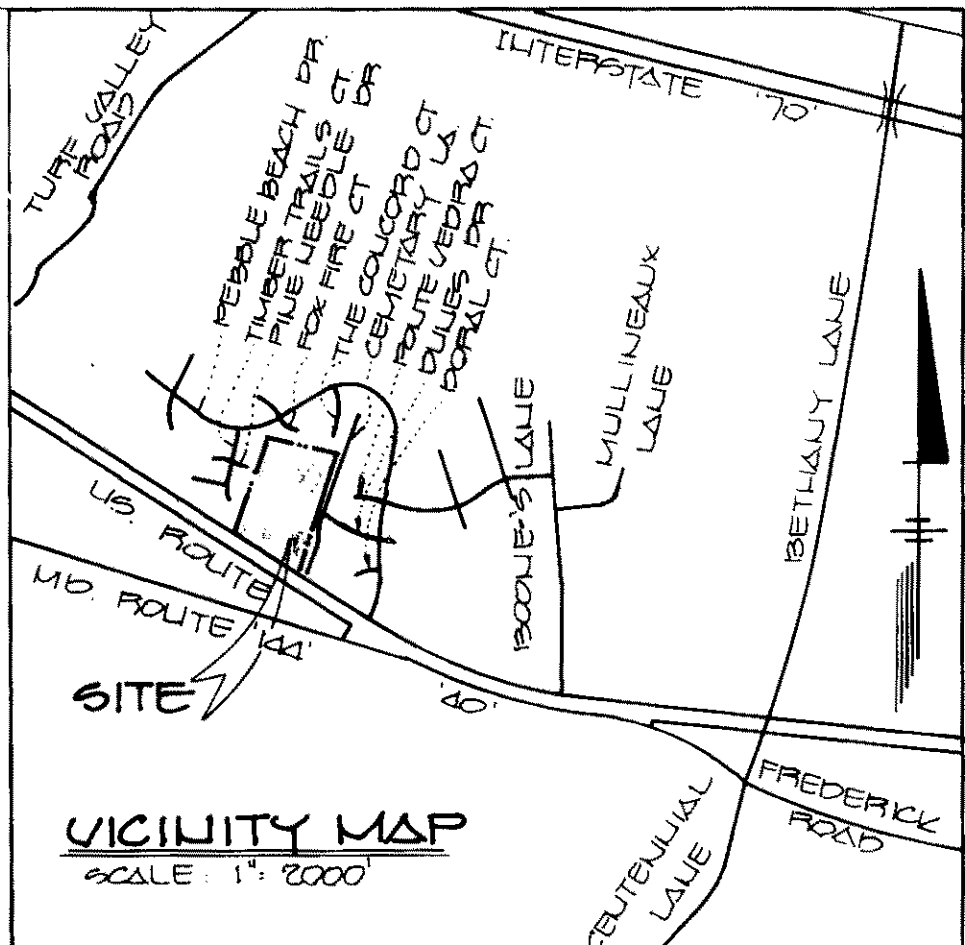 TURF VALLEY
ROAD
PEBBLE BEACH DR.
TIMBER TRAILS CT.
PINE NEEDLE DR
FOX FIRE CT
THE CONCORD CT.
CEMETARY LA.
PONTE VEDRA CT.
DUNES DR
DORAL CT.
INTERSTATE '70'
MULLINEAUX
LANE
BETHANY LANE
BOONE'S LANE
US. ROUTE '40'
MD. ROUTE '144'
SITE
FREDERICK
ROAD
CENTENNIAL
LANE
VICINITY MAP
SCALE: 1": 2000'